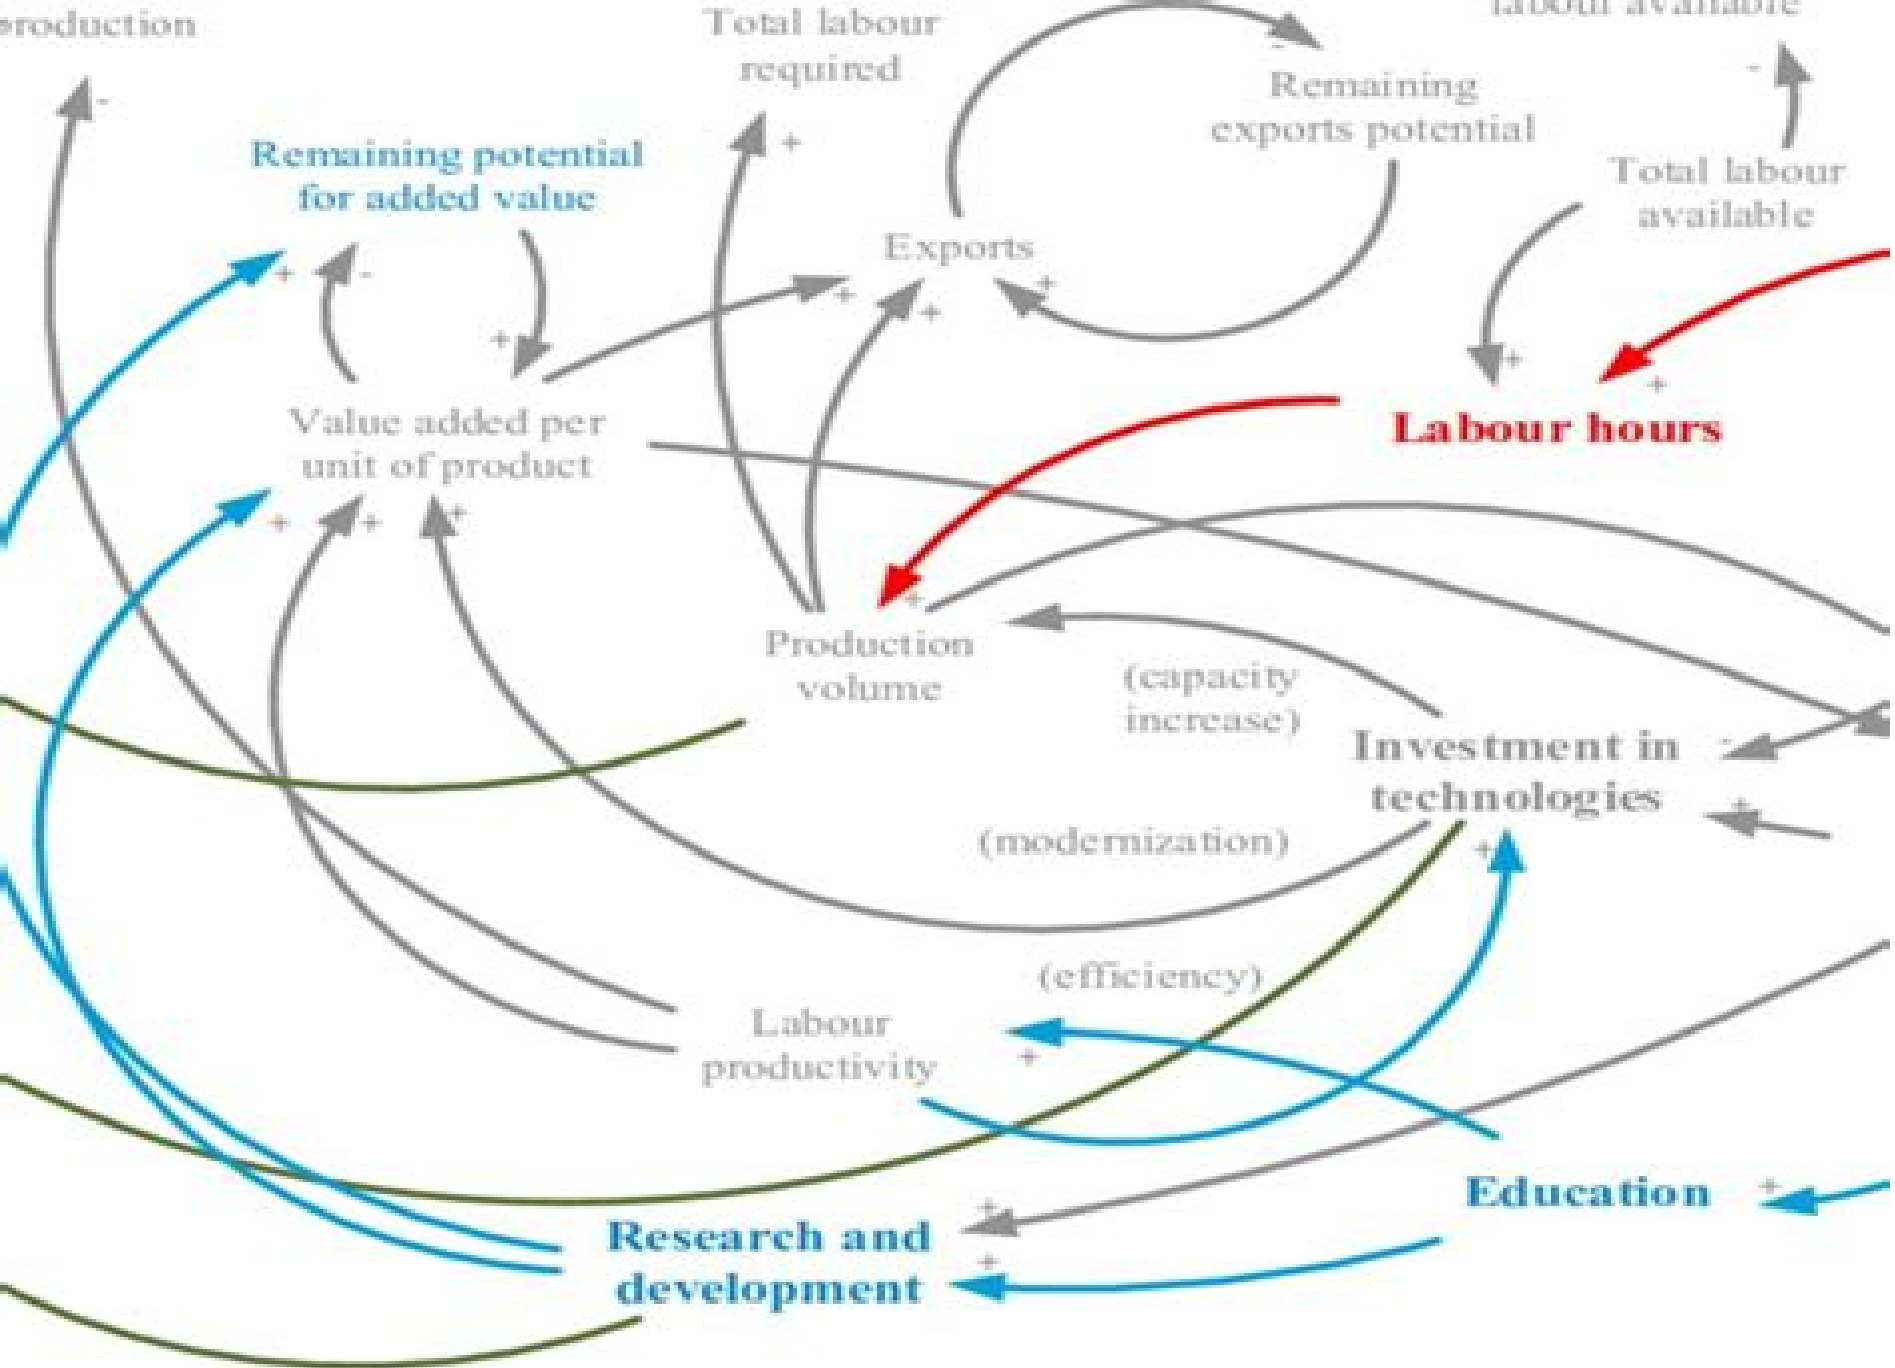 production
Total labour
required
labour available
-
Remaining
exports potential
-
-
+
Remaining potential
for added value
Total labour
available
Exports
+
-
+
+
+
+
+
+
Value added per
unit of product
Labour hours
+
+
+
+
Production
volume
(capacity
increase)
Investment in
technologies
-
+
(modernization)
+
(efficiency)
Labour
productivity
+
Education
+
+
Research and
development
+